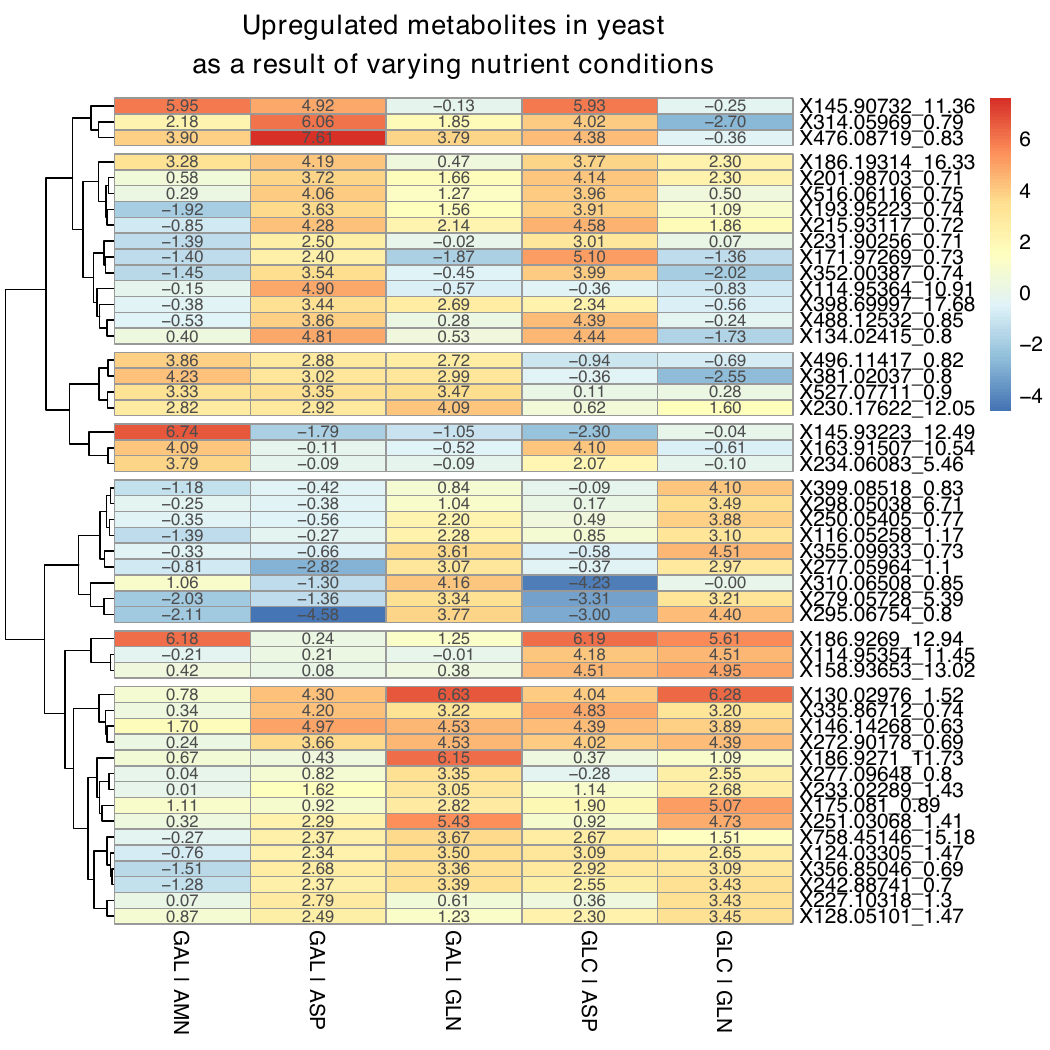 Upregulated metabolites in yeast
as a result of varying nutrient conditions
5.95 4.92 −0.13 5.93 −0.25 X145.90732_11.36
2.18 6.06 1.85 4.02 −2.70 X314.05969_0.79
3.90 7.61 3.79 4.38 −0.36 X476.08719_0.83
3.28 4.19 0.47 3.77 2.30 X186.19314_16.33
0.58 3.72 1.66 4.14 2.30 X201.98703_0.71
0.29 4.06 1.27 3.96 0.50 X516.06116_0.75
−1.92 3.63 1.56 3.91 1.09 X193.95223_0.74
−0.85 4.28 2.14 4.58 1.86 X215.93117_0.72
−1.39 2.50 −0.02 3.01 0.07 X231.90256_0.71
−1.40 2.40 −1.87 5.10 −1.36 X171.97269_0.73
−1.45 3.54 −0.45 3.99 −2.02 X352.00387_0.74
−0.15 4.90 −0.57 −0.36 −0.83 X114.95364_10.91
−0.38 3.44 2.69 2.34 −0.56 X398.69997_17.68
−0.53 3.86 0.28 4.39 −0.24 X488.12532_0.85
0.40 4.81 0.53 4.44 −1.73 X134.02415_0.8
3.86 2.88 2.72 −0.94 −0.69 X496.11417_0.82
4.23 3.02 2.99 −0.36 −2.55 X381.02037_0.8
3.33 3.35 3.47 0.11 0.28 X527.07711_0.9
2.82 2.92 4.09 0.62 1.60 X230.17622_12.05
6.74 −1.79 −1.05 −2.30 −0.04 X145.93223_12.49
4.09 −0.11 −0.52 4.10 −0.61 X163.91507_10.54
3.79 −0.09 −0.09 2.07 −0.10 X234.06083_5.46
−1.18 −0.42 0.84 −0.09 4.10 X399.08518_0.83
−0.25 −0.38 1.04 0.17 3.49 X298.05038_6.71
−0.35 −0.56 2.20 0.49 3.88 X250.05405_0.77
−1.39 −0.27 2.28 0.85 3.10 X116.05258_1.17
−0.33 −0.66 3.61 −0.58 4.51 X355.09933_0.73
−0.81 −2.82 3.07 −0.37 2.97 X277.05964_1.1
1.06 −1.30 4.16 −4.23 −0.00 X310.06508_0.85
−2.03 −1.36 3.34 −3.31 3.21 X279.05728_5.39
−2.11 −4.58 3.77 −3.00 4.40 X295.06754_0.8
6.18 0.24 1.25 6.19 5.61 X186.9269_12.94
−0.21 0.21 −0.01 4.18 4.51 X114.95354_11.45
0.42 0.08 0.38 4.51 4.95 X158.93653_13.02
0.78 4.30 6.63 4.04 6.28 X130.02976_1.52
0.34 4.20 3.22 4.83 3.20 X335.86712_0.74
1.70 4.97 4.53 4.39 3.89 X146.14268_0.63
0.24 3.66 4.53 4.02 4.39 X272.90178_0.69
0.67 0.43 6.15 0.37 1.09 X186.9271_11.73
0.04 0.82 3.35 −0.28 2.55 X277.09648_0.8
0.01 1.62 3.05 1.14 2.68 X233.02289_1.43
1.11 0.92 2.82 1.90 5.07 X175.081_0.89
0.32 2.29 5.43 0.92 4.73 X251.03068_1.41
−0.27 2.37 3.67 2.67 1.51 X758.45146_15.18
−0.76 2.34 3.50 3.09 2.65 X124.03305_1.47
−1.51 2.68 3.36 2.92 3.09 X356.85046_0.69
−1.28 2.37 3.39 2.55 3.43 X242.88741_0.7
0.07 2.79 0.61 0.36 3.43 X227.10318_1.3
0.87 2.49 1.23 2.30 3.45 X128.05101_1.47
GAL | AMN
GAL | ASP
GAL | GLN
GLC | ASP
GLC | GLN
6
4
2
0
−2
−4